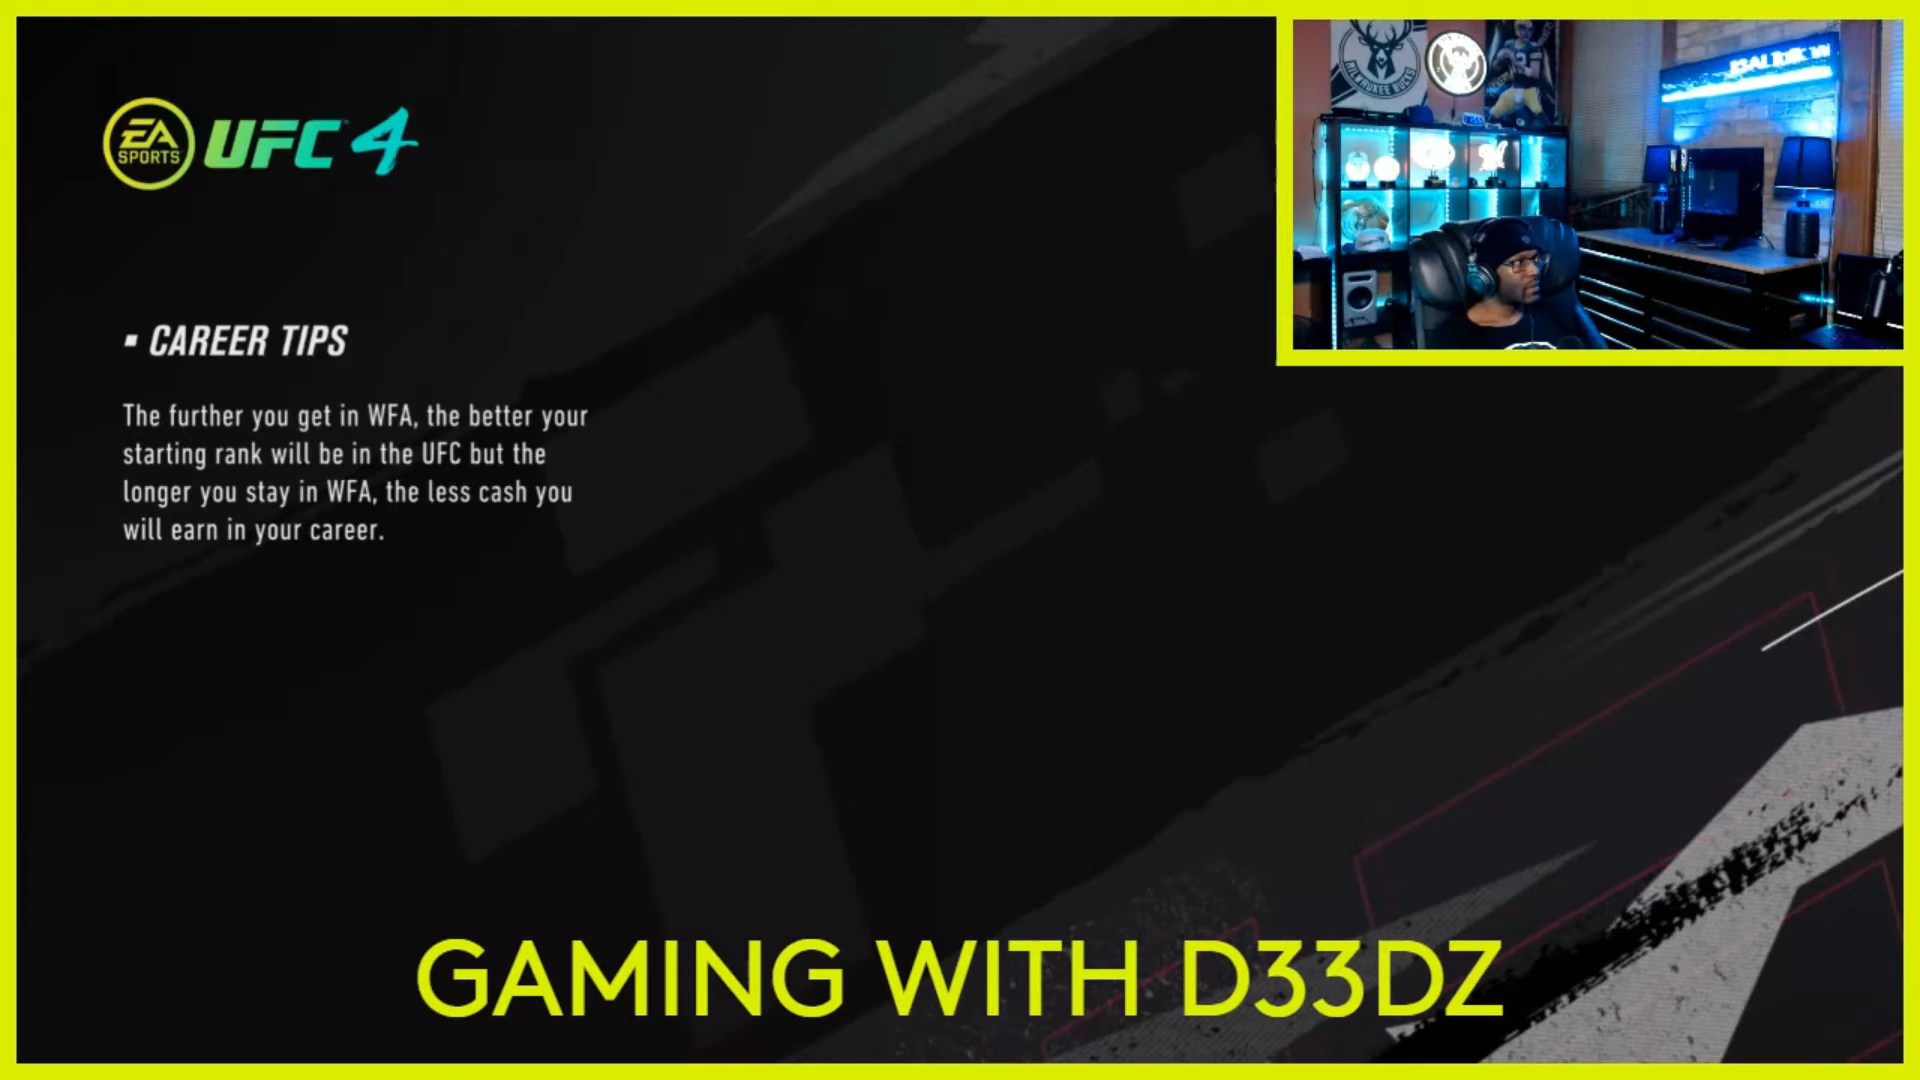 EA
SPORTS
UFC 4
MILWAUKEE BUCKS
CAREER TIPS
The further you get in WFA, the better your
starting rank will be in the UFC but the
longer you stay in WFA, the less cash you
will earn in your career.
GAMING WITH D33DZ